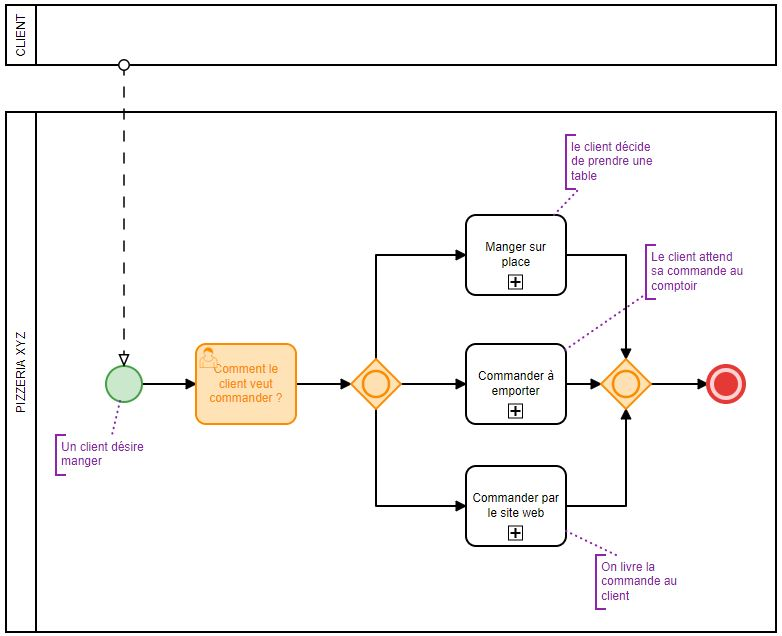 CLIENT
PIZZERIA XYZ
le client décide
de prendre une
table
Manger sur
place
Le client attend
sa commande au
comptoir
Comment le
client veut
commander ?
Commander à
emporter
Un client désire
manger
Commander par
le site web
On livre la
commande au
client